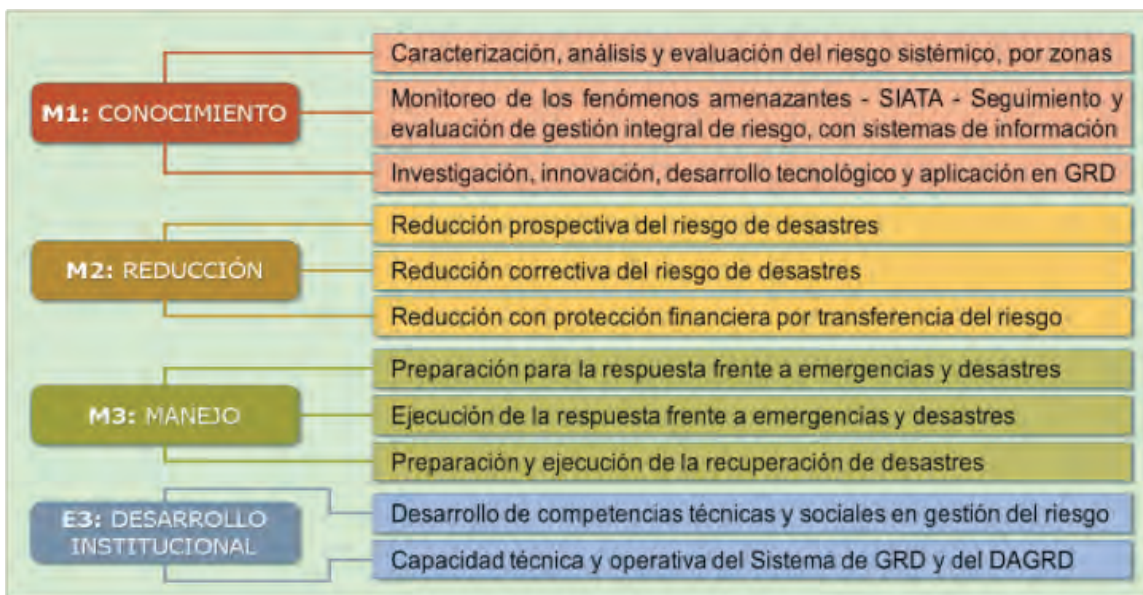 M1: CONOCIMIENTO
Caracterización, análisis y evaluación del riesgo sistémico, por zonas
Monitoreo de los fenómenos amenazantes - SIATA - Seguimiento y
evaluación de gestión integral de riesgo, con sistemas de información
Investigación, innovación, desarrollo tecnológico y aplicación en GRD
M2: REDUCCIÓN
Reducción prospectiva del riesgo de desastres
Reducción correctiva del riesgo de desastres
Reducción con protección financiera por transferencia del riesgo
M3: MANEJO
Preparación para la respuesta frente a emergencias y desastres
Ejecución de la respuesta frente a emergencias y desastres
Preparación y ejecución de la recuperación de desastres
E3: DESARROLLO
INSTITUCIONAL
Desarrollo de competencias técnicas y sociales en gestión del riesgo
Capacidad técnica y operativa del Sistema de GRD y del DAGRD